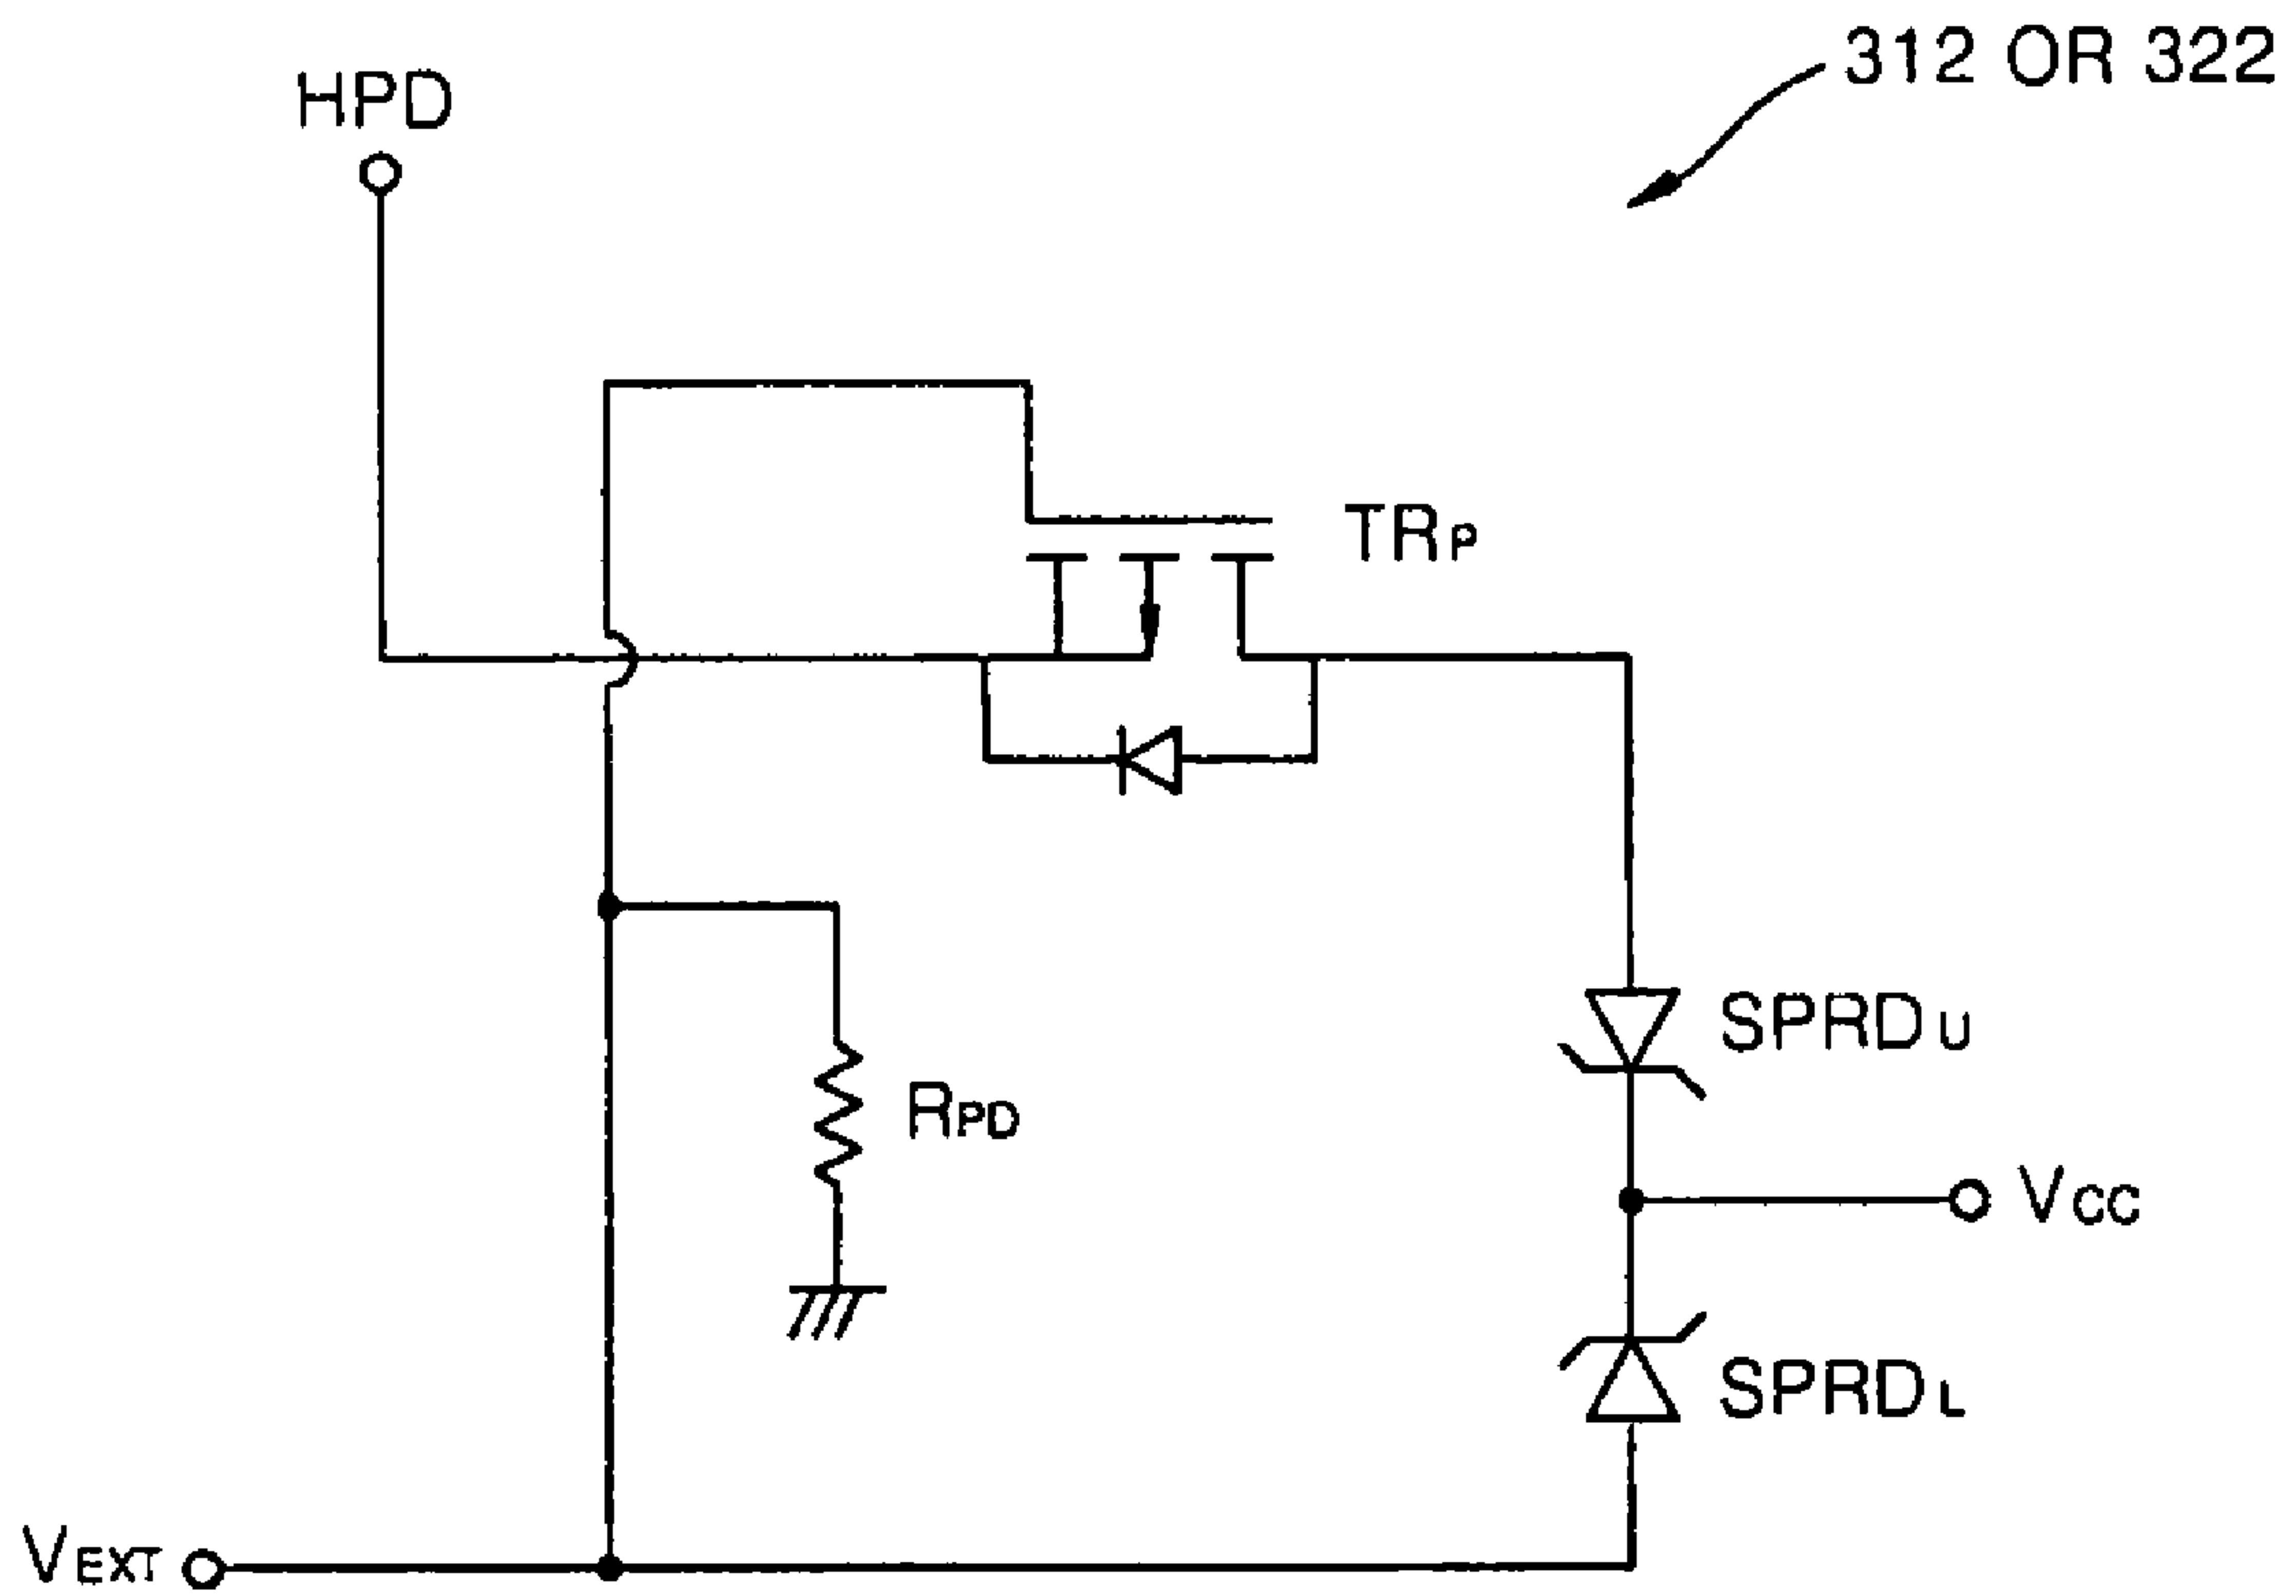 312 OR 322
HPD
TRP
SPRDU
RPD
VCC
SPRDL
VEXT